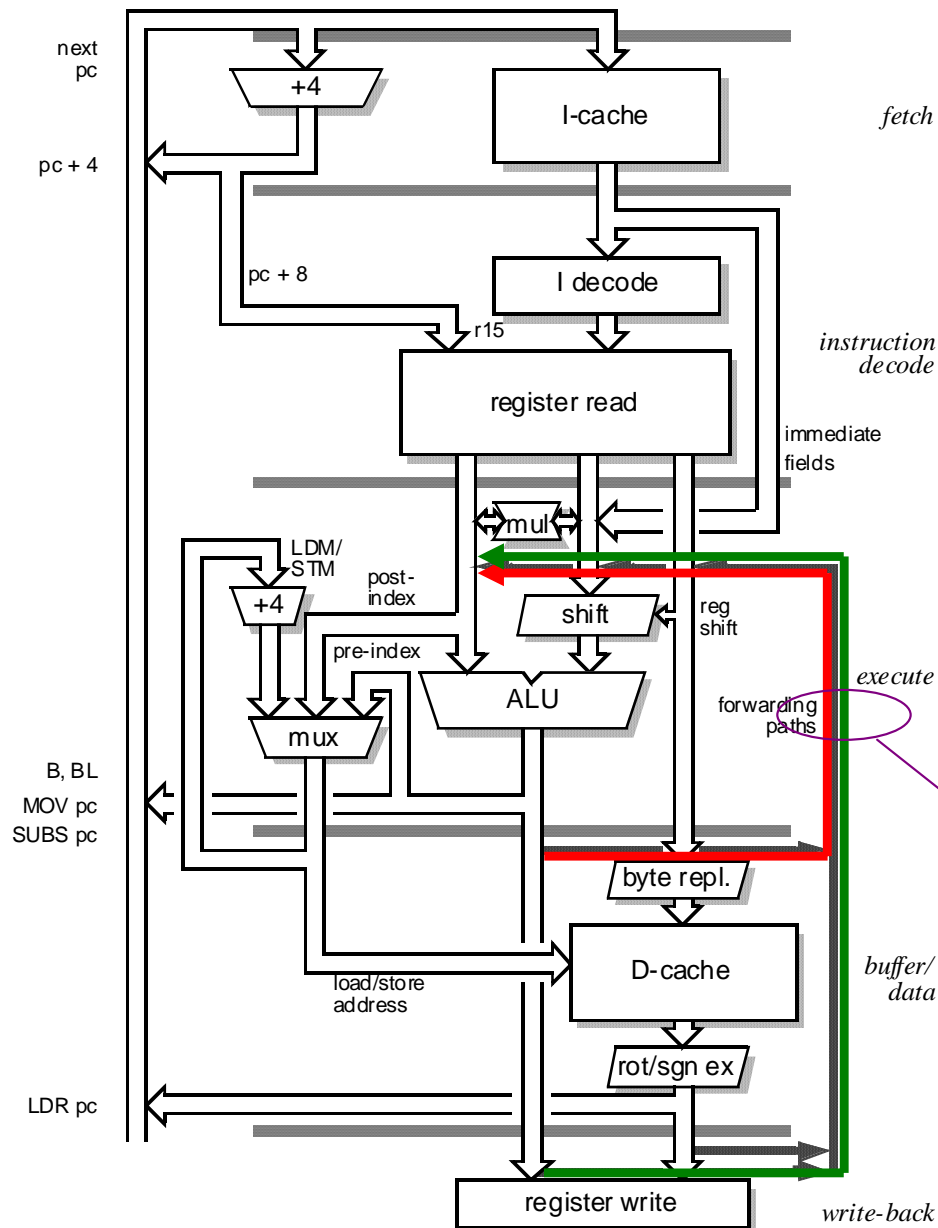 next
pc
+4
I-cache
fetch
pc + 4
pc + 8
I decode
r15
instruction
decode
register read
immediate
fields
mul
LDM/
STM
post-
index
+4
shift
reg
shift
pre-index
ALU
execute
forwarding
paths
mux
B, BL
MOV pc
SUBS pc
byte repl.
D-cache
buffer/
data
load/store
address
rot/sgn ex
LDR pc
register write
write-back